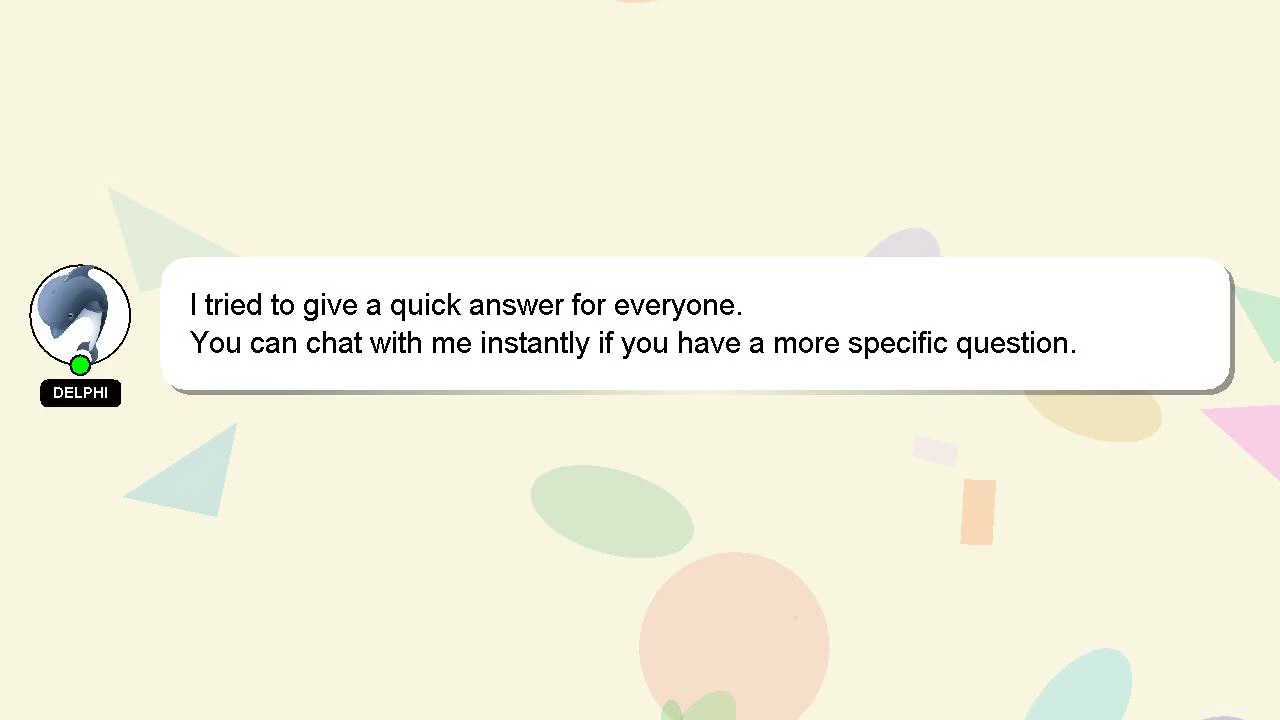 I tried to give a quick answer for everyone.
You can chat with me instantly if you have a more specific question.
DELPHI